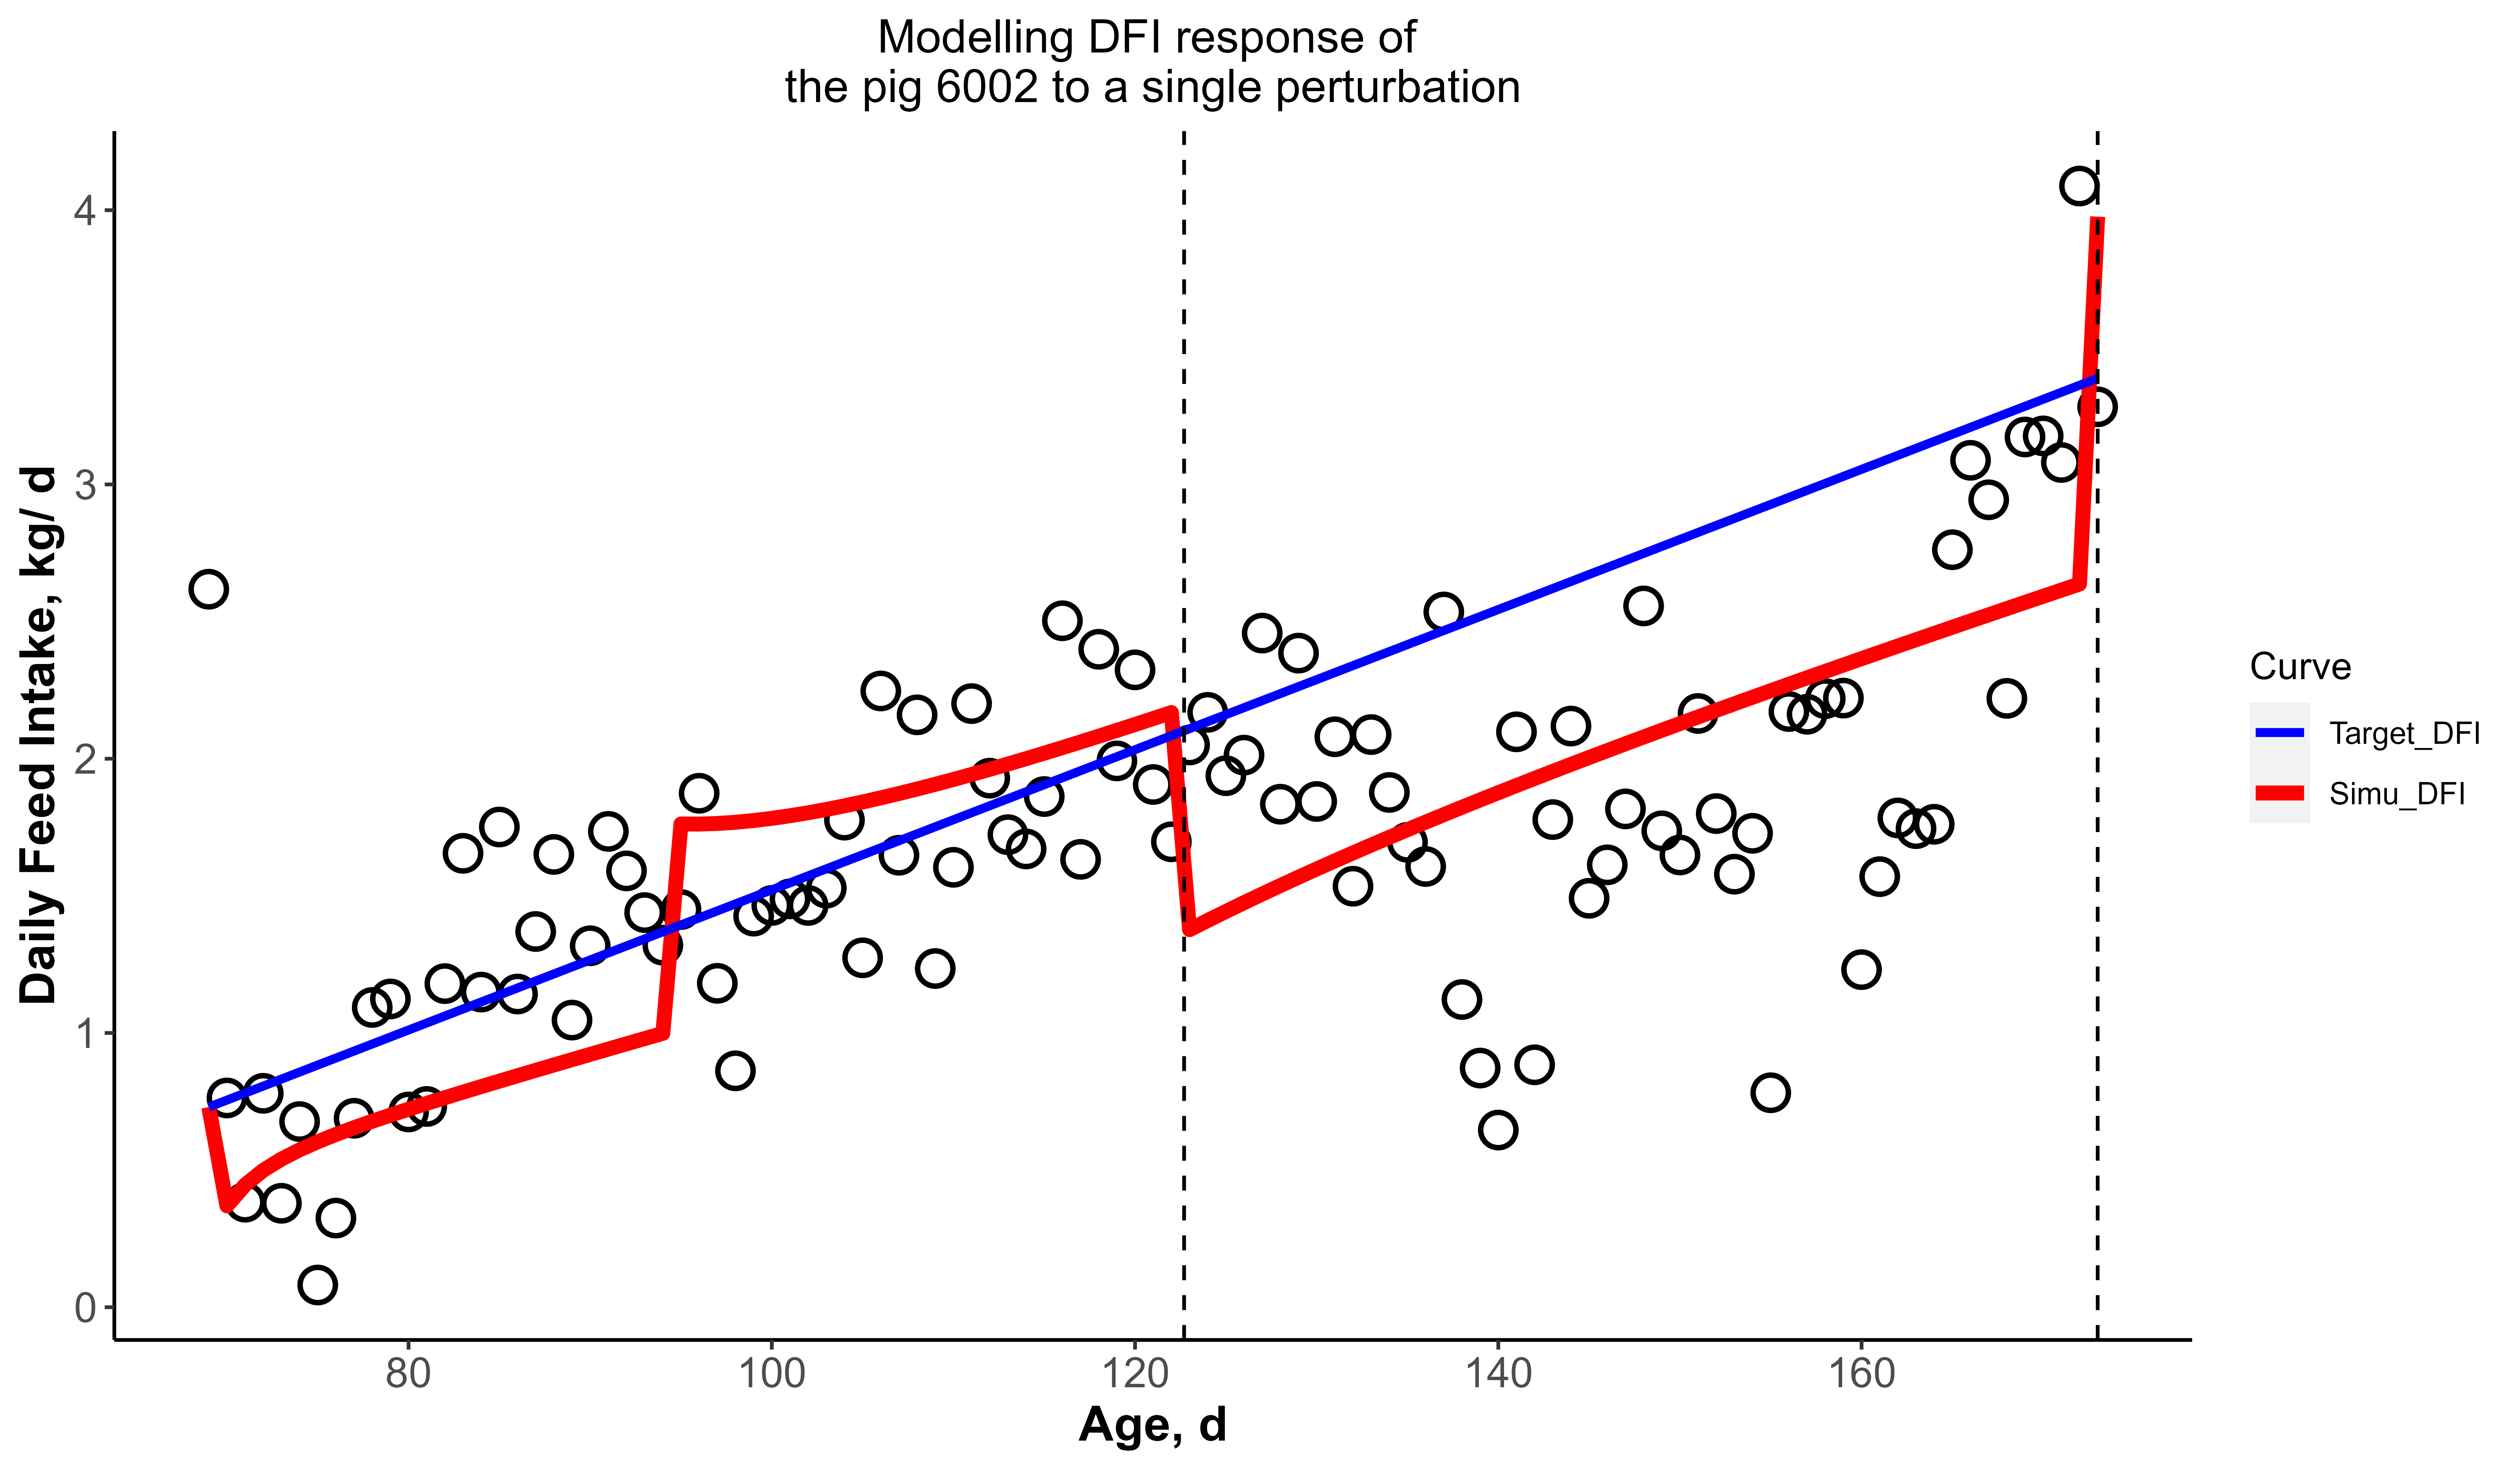 Modelling DFI response of
the pig 6002 to a single perturbation
Daily Feed Intake, kg/ d
4
3
2
1
0
80
100
120
140
160
Age, d
Curve
Target_DFI
Simu_DFI